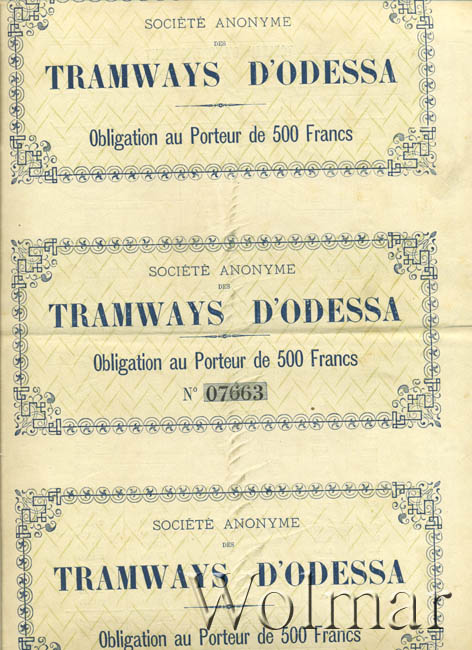 SOCIÉTÉ ANONYME
DES
TRAMWAYS D'ODESSA
Obligation au Porteur de 500 Francs
SOCIÉTÉ ANONYME
DES
TRAMWAYS D'ODESSA
Obligation au Porteur de 500 Francs
Nº 07663
SOCIÉTÉ ANONYME
DES
TRAMWAYS D'ODESSA
Wolmar
Obligation au Porteur de 500 Francs